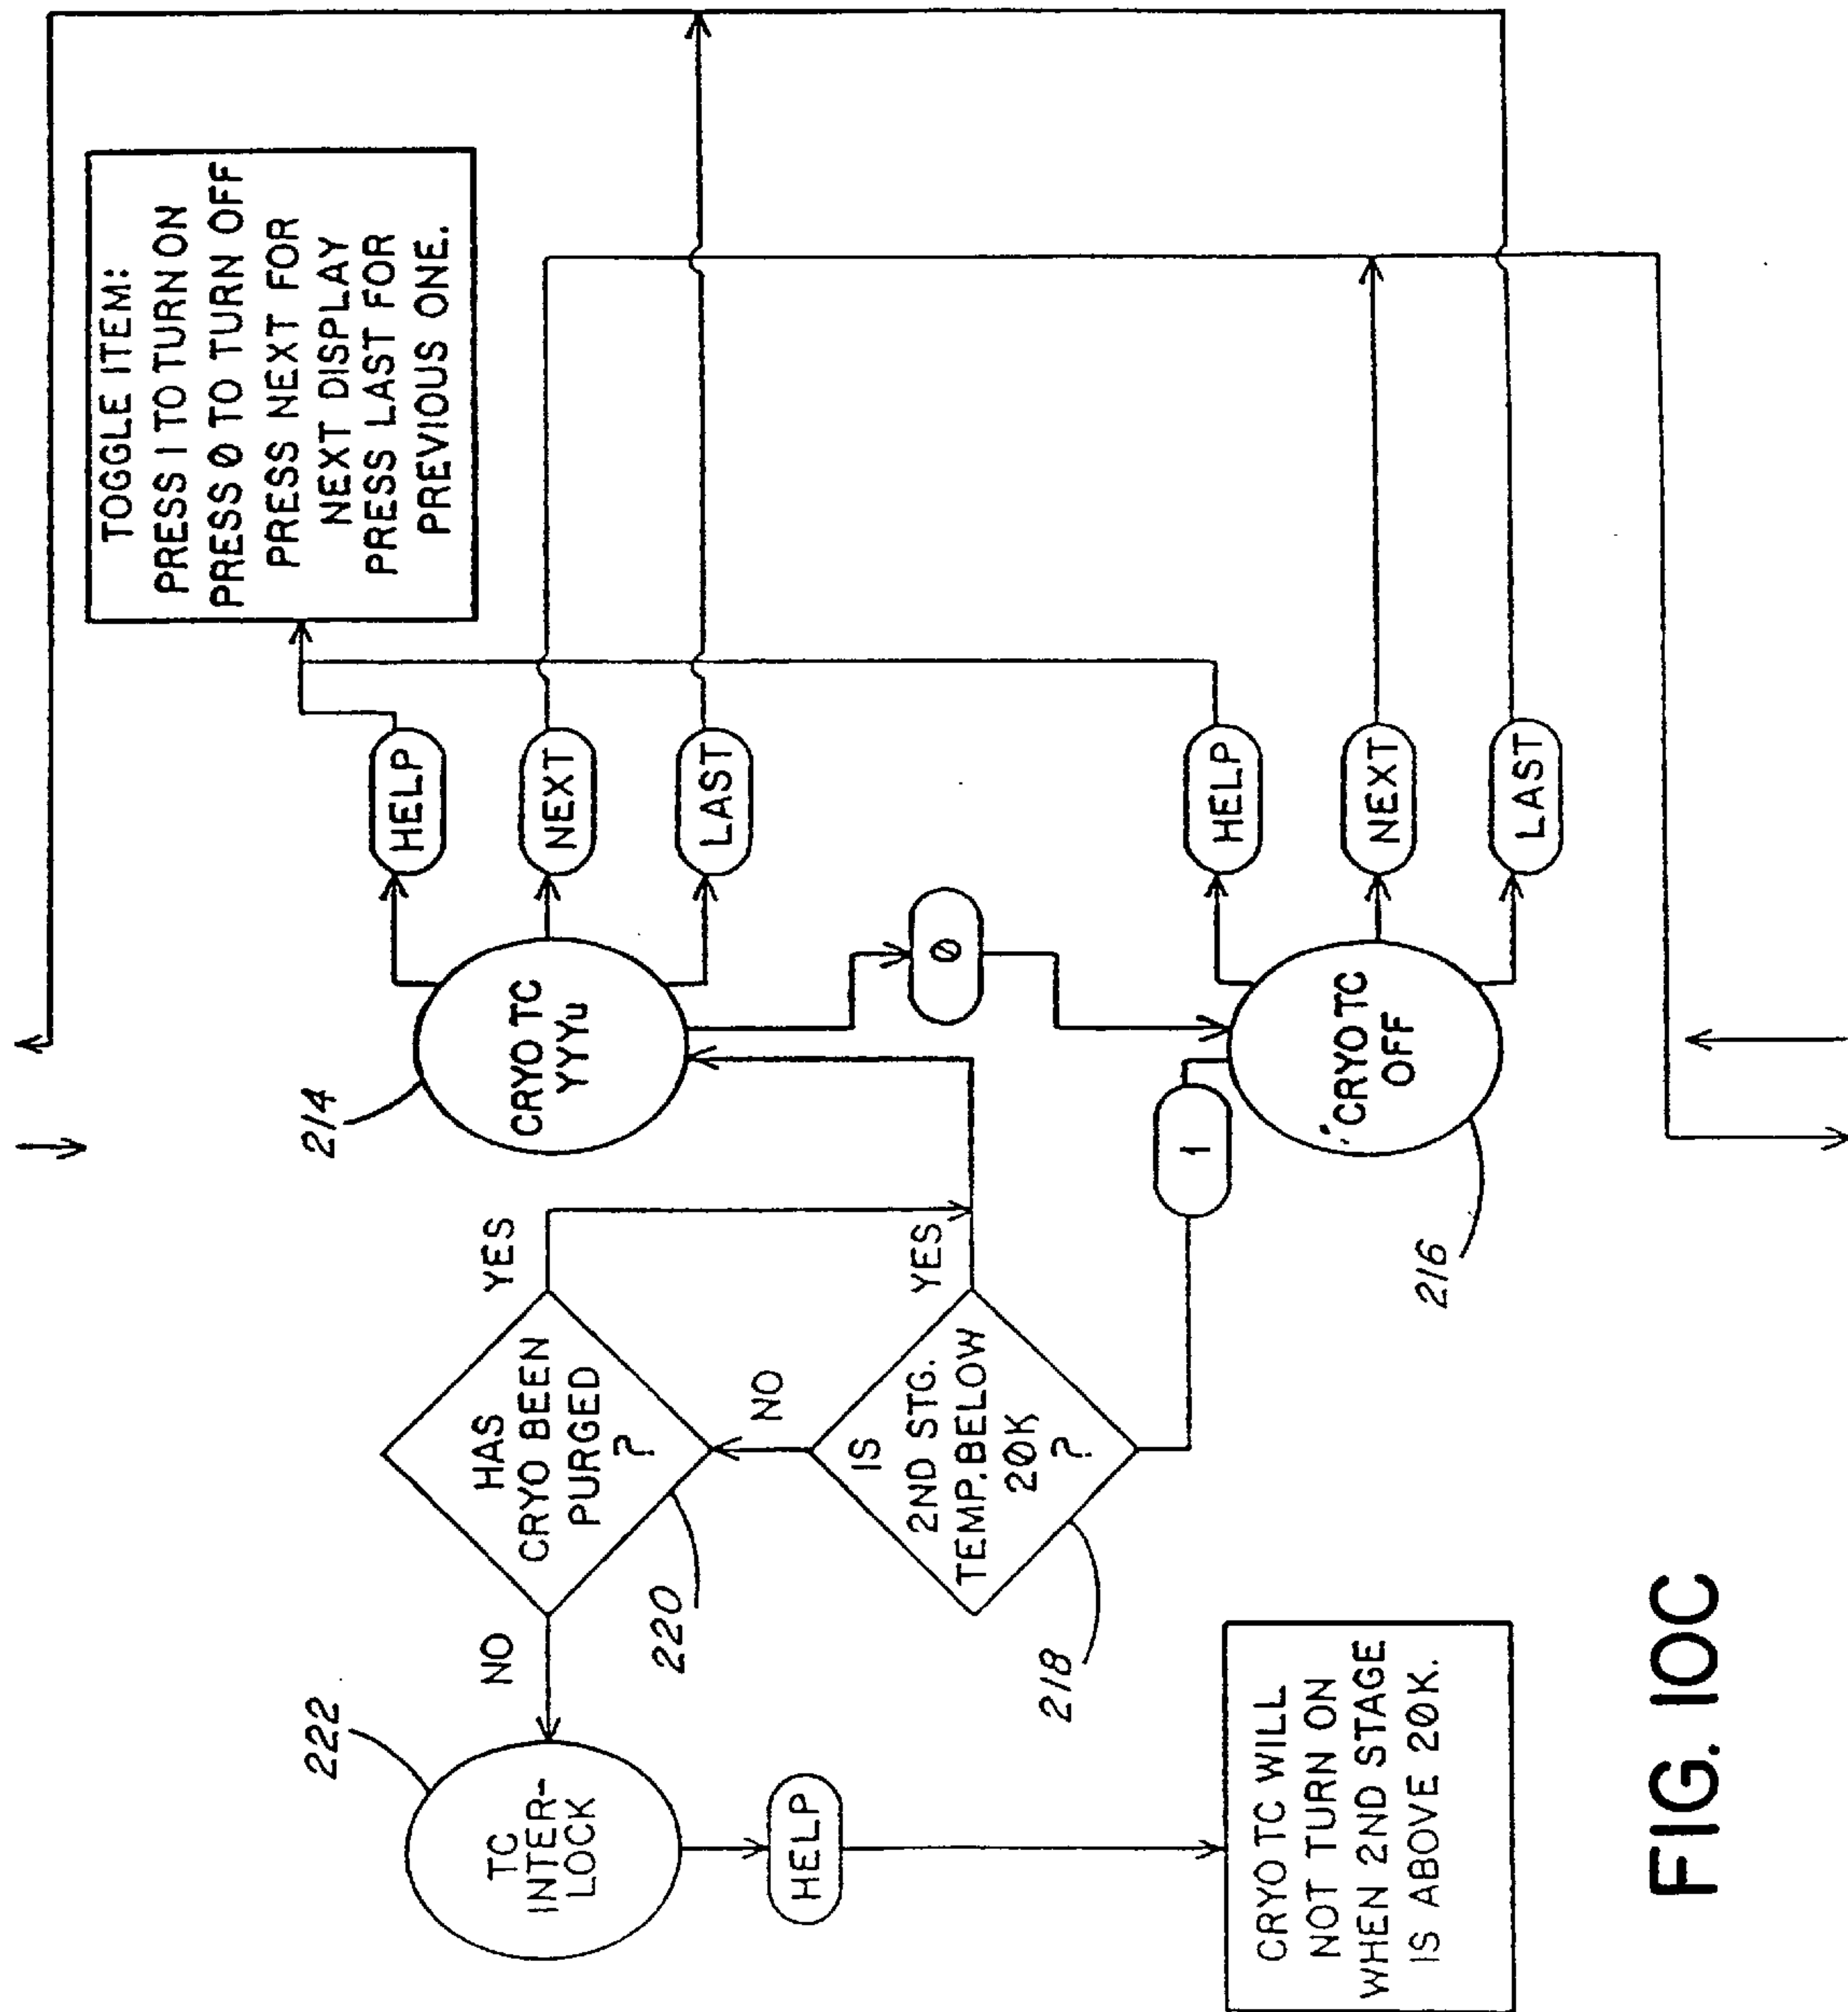 TOGGLE ITEM:
PRESS 1 TO TURN ON
PRESS 0 TO TURN OFF
PRESS NEXT FOR
NEXT DISPLAY
PRESS LAST FOR
PREVIOUS ONE.
HELP
NEXT
LAST
214
CRYO TC
YYYu
0
HELP
NEXT
LAST
CRYO TC
OFF
216
1
YES
HAS
CRYO BEEN
PURGED
?
220
NO
YES
IS
2ND STG.
TEMP. BELOW
20K
?
218
NO
222
TC
INTER-
LOCK
HELP
CRYO TC WILL
NOT TURN ON
WHEN 2ND STAGE
IS ABOVE 20K.
FIG. 10C